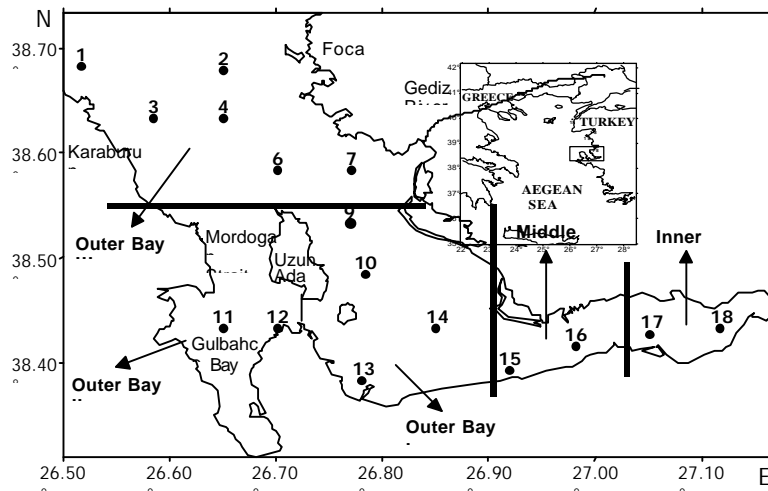 N
38.70
1
2
Foca
Gediz
3
4
GREECE
TURKEY
38.60
Karaburu
6
7
AEGEAN
SEA
9
Outer Bay
Mordoga
Middle
Inner
10
Uzun
Ada
38.50
11
12
14
Gulbahc
Bay
16
17
18
15
13
38.40
Outer Bay
Outer Bay
26.50
26.60
26.70
26.80
26.90
27.00
27.10
E
42°
41°
40°
39°
38°
37°
22°
23°
24°
25°
26°
27°
28°